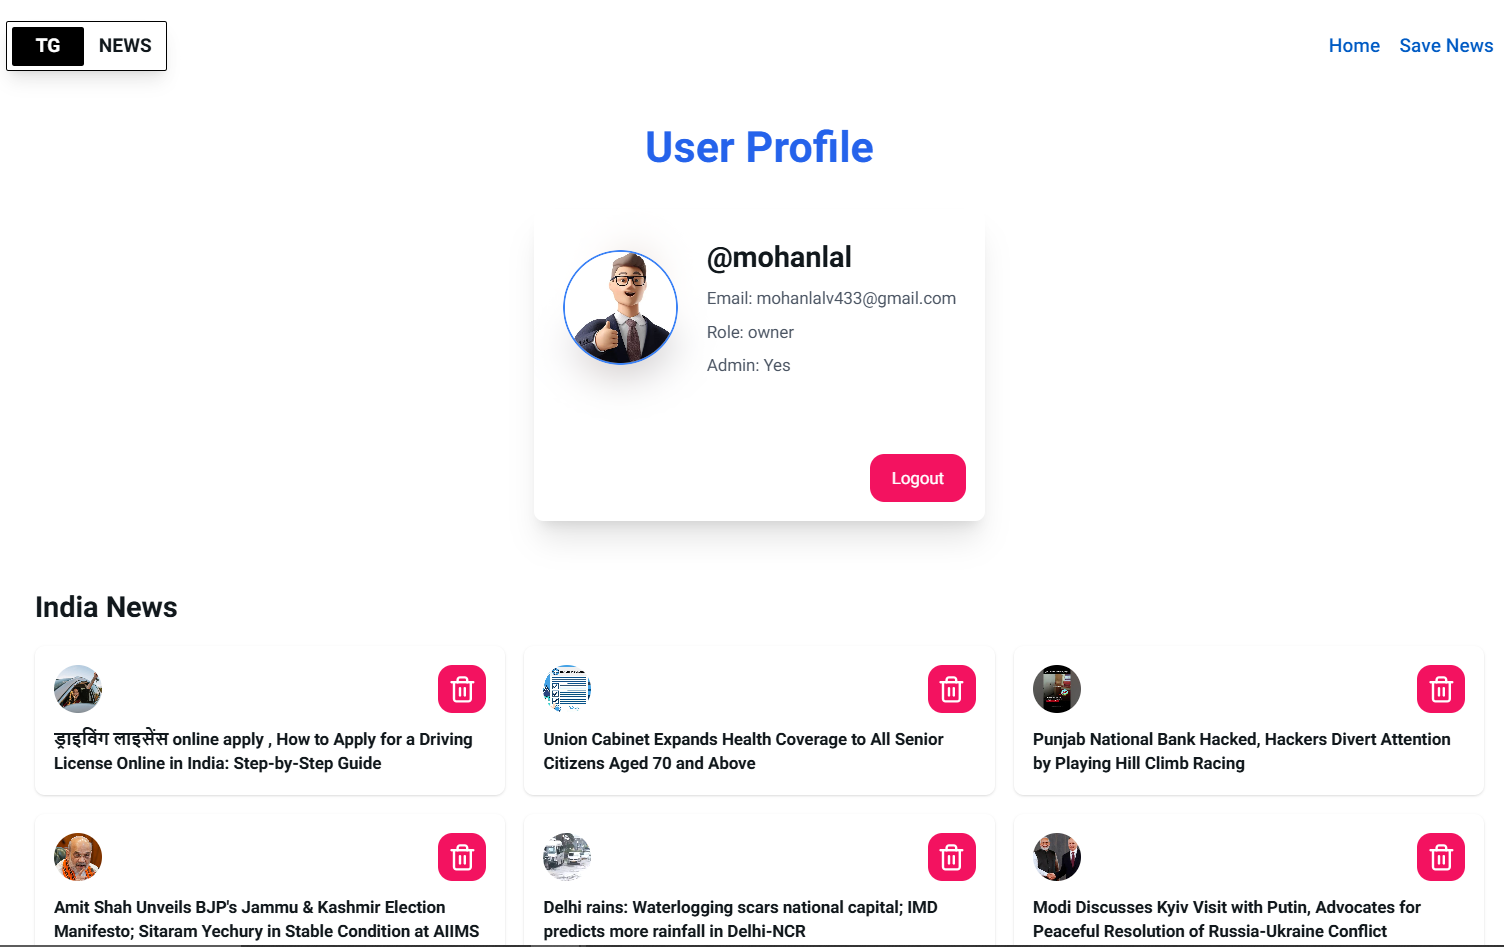 TG NEWS
Home Save News
User Profile
@mohanlal
Email: mohanlalv433@gmail.com
Role: owner
Admin: Yes
Logout
India News
ड्राइविंग लाइसेंस online apply , How to Apply for a Driving
License Online in India: Step-by-Step Guide
Union Cabinet Expands Health Coverage to All Senior
Citizens Aged 70 and Above
Punjab National Bank Hacked, Hackers Divert Attention
by Playing Hill Climb Racing
Amit Shah Unveils BJP's Jammu & Kashmir Election
Manifesto; Sitaram Yechury in Stable Condition at AIIMS
Delhi rains: Waterlogging scars national capital; IMD
predicts more rainfall in Delhi-NCR
Modi Discusses Kyiv Visit with Putin, Advocates for
Peaceful Resolution of Russia-Ukraine Conflict